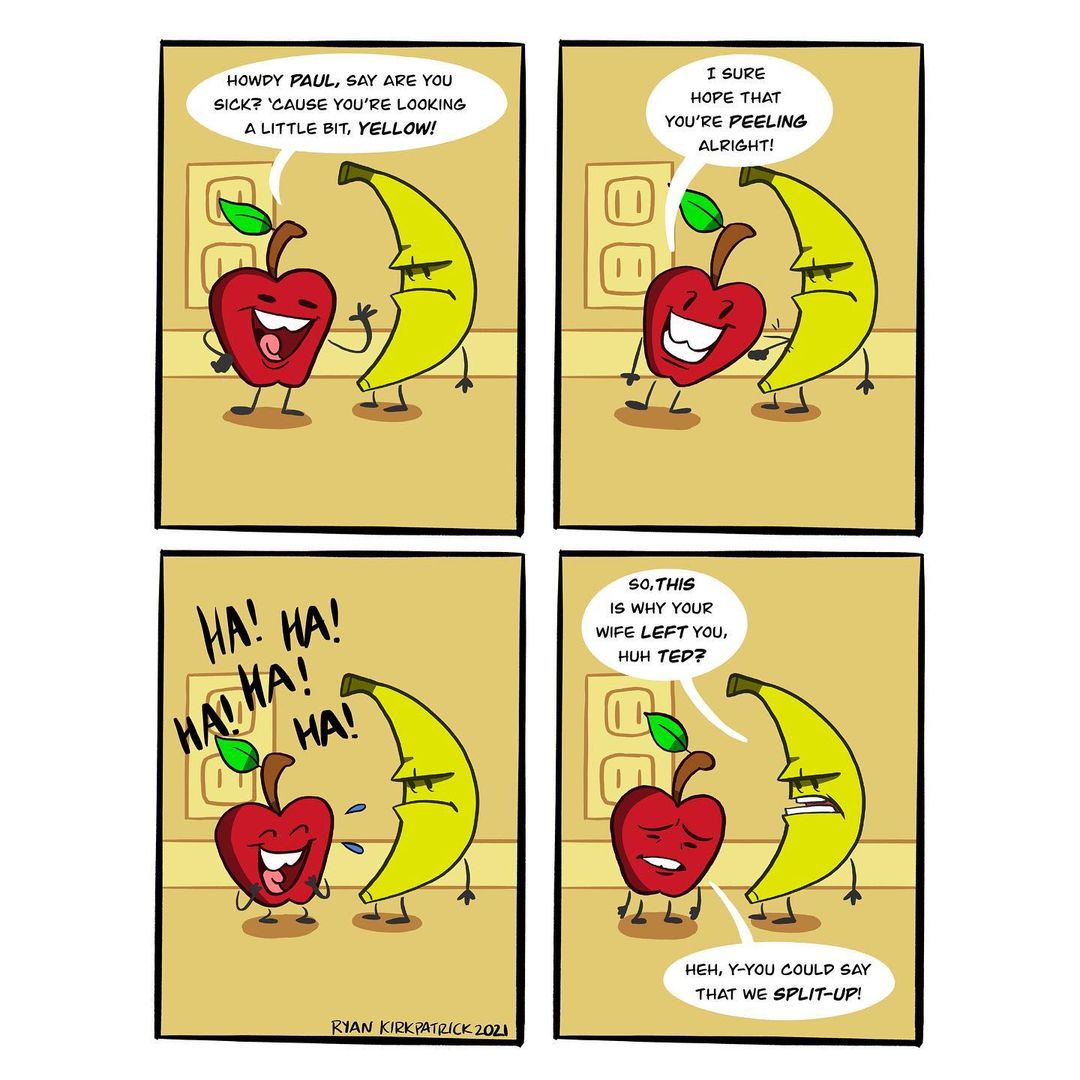 HOWDY PAUL, SAY ARE YOU
SICK? 'CAUSE YOU'RE LOOKING
A LITTLE BIT, YELLOW!
I SURE
HOPE THAT
YOU'RE PEELING
ALRIGHT!
HA! HA!
HA!
HA! HA!
RYAN KIRKPATRICK 2021
SO, THIS
IS WHY YOUR
WIFE LEFT YOU,
HUH TED?
HEH, Y-YOU COULD SAY
THAT WE SPLIT-UP!